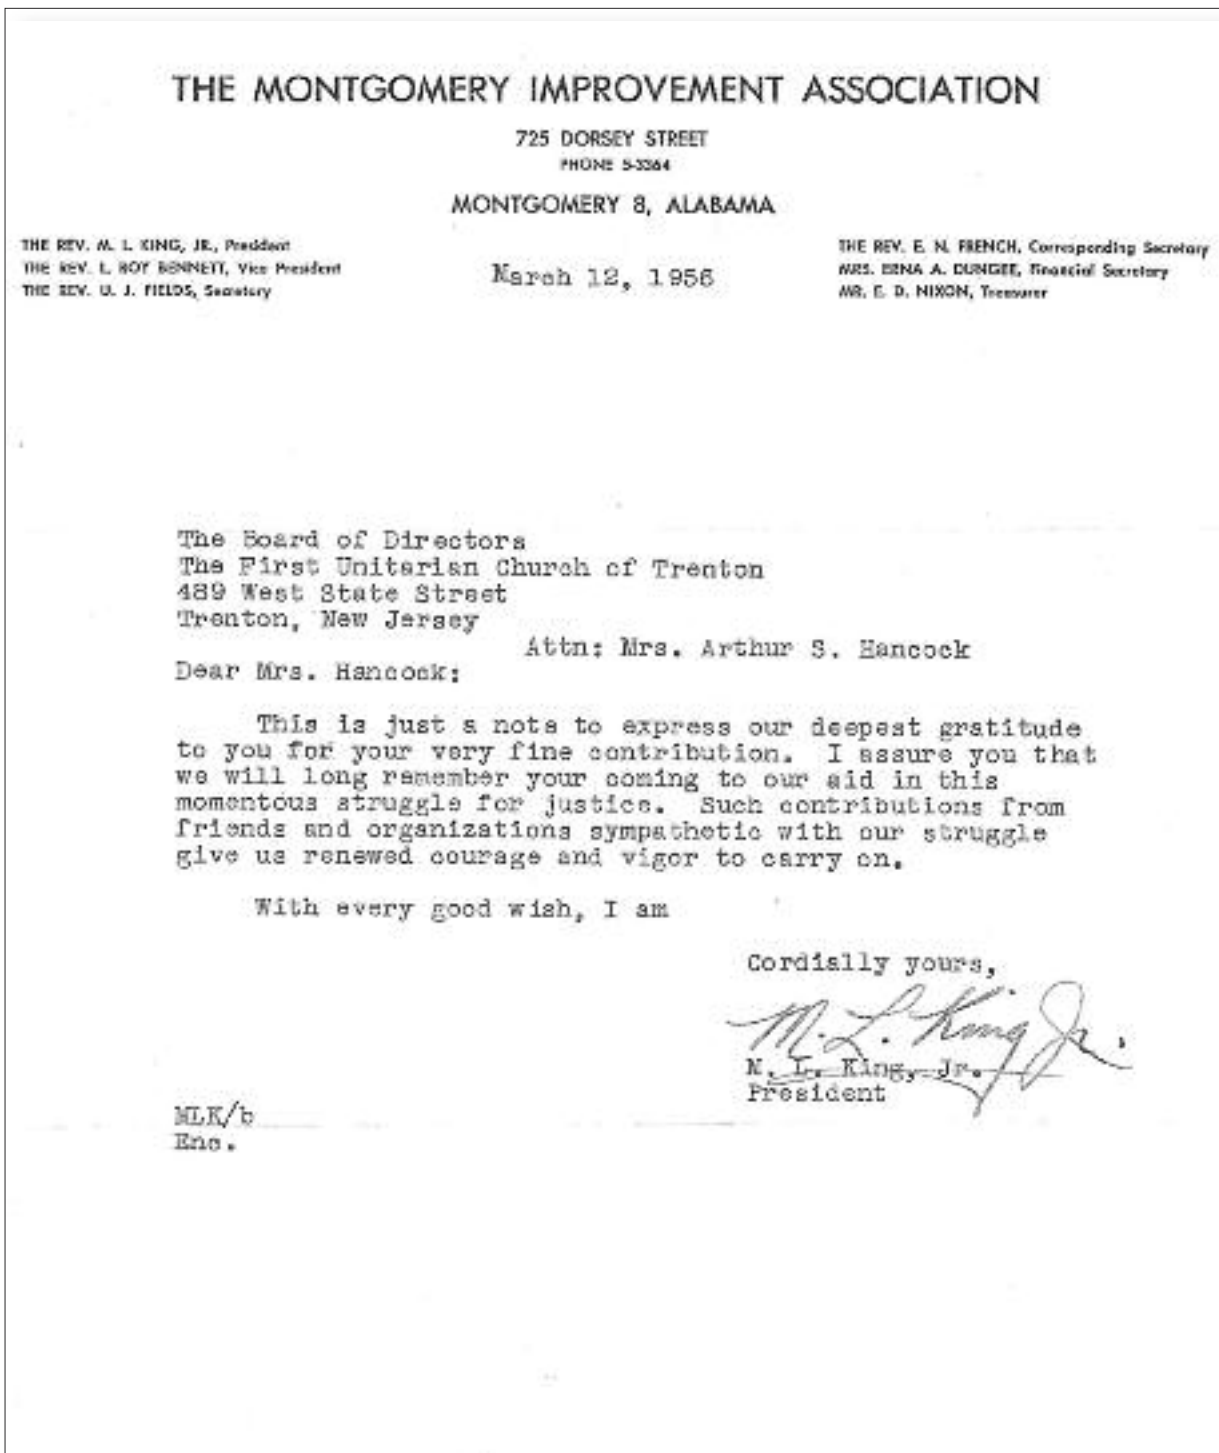 THE MONTGOMERY IMPROVEMENT ASSOCIATION
725 DORSEY STREET
PHONE 5-3364
MONTGOMERY 8, ALABAMA
THE REV. M. L. KING, JR., President
THE REV. L. ROY BENNETT, Vice President
THE REV. U. J. FIELDS, Secretary
March 12, 1956
THE REV. E. N. FRENCH, Corresponding Secretary
MRS. ERNA A. DUNGEE, Financial Secretary
MR. E. D. NIXON, Treasurer
The Board of Directors
The First Unitarian Church of Trenton
489 West State Street
Trenton, New Jersey
Attn: Mrs. Arthur S. Hancock
Dear Mrs. Hancock:
This is just a note to express our deepest gratitude
to you for your very fine contribution. I assure you that
we will long remember your coming to our aid in this
momentous struggle for justice. Such contributions from
friends and organizations sympathetic with our struggle
give us renewed courage and vigor to carry on.
With every good wish, I am
Cordially yours,
M. L. King Jr.
M. L. King, Jr.
President
MLK/b
Enc.